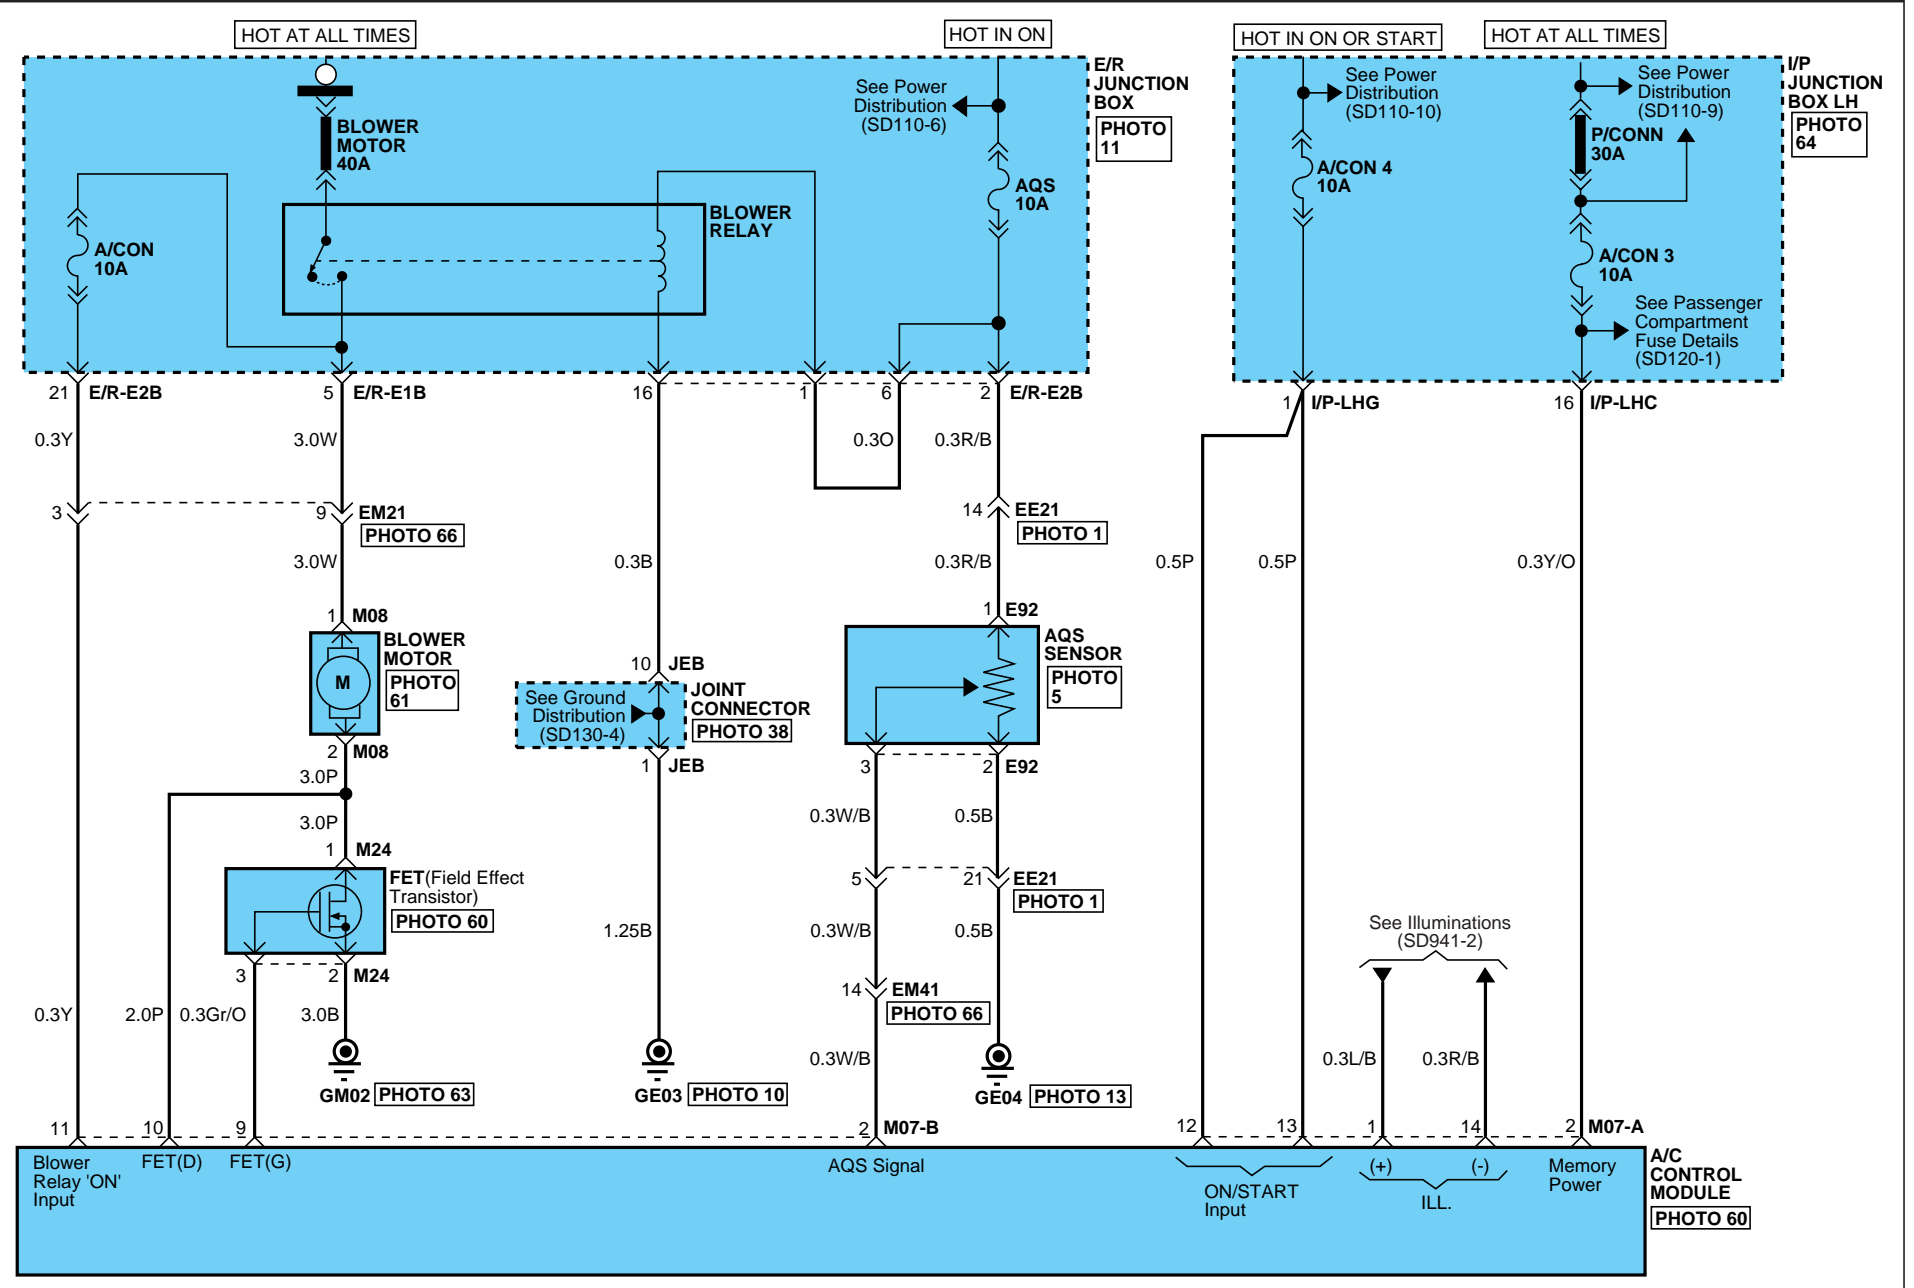 HOT AT ALL TIMES
HOT IN ON
HOT IN ON OR START
HOT AT ALL TIMES
E/R
JUNCTION
BOX
PHOTO
11
I/P
JUNCTION
BOX LH
PHOTO
64
See Power
Distribution
(SD110-6)
See Power
Distribution
(SD110-10)
See Power
Distribution
(SD110-9)
BLOWER
MOTOR
40A
P/CONN
30A
A/CON 4
10A
AQS
10A
BLOWER
RELAY
A/CON
10A
A/CON 3
10A
See Passenger
Compartment
Fuse Details
(SD120-1)
21 E/R-E2B
5 E/R-E1B
16
1
6
2 E/R-E2B
1 I/P-LHG
16 I/P-LHC
0.3Y
3.0W
0.3O
0.3R/B
3
9 EM21
PHOTO 66
14 EE21
PHOTO 1
3.0W
0.3B
0.3R/B
0.5P
0.5P
0.3Y/O
1 M08
BLOWER
MOTOR
PHOTO
61
M
2 M08
10 JEB
See Ground
Distribution
(SD130-4)
JOINT
CONNECTOR
PHOTO 38
1 JEB
1 E92
AQS
SENSOR
PHOTO
5
3
2 E92
3.0P
3.0P
0.3W/B
0.5B
1 M24
FET(Field Effect
Transistor)
PHOTO 60
5
21 EE21
PHOTO 1
3
2 M24
1.25B
0.3W/B
0.5B
See Illuminations
(SD941-2)
14 EM41
PHOTO 66
0.3Y
2.0P
0.3Gr/O
3.0B
0.3W/B
0.3L/B
0.3R/B
GM02 PHOTO 63
GE03 PHOTO 10
GE04 PHOTO 13
11
10
9
2 M07-B
12
13
1
14
2 M07-A
Blower
Relay 'ON'
Input
FET(D)
FET(G)
AQS Signal
ON/START
Input
(+)
(-)
ILL.
Memory
Power
A/C
CONTROL
MODULE
PHOTO 60